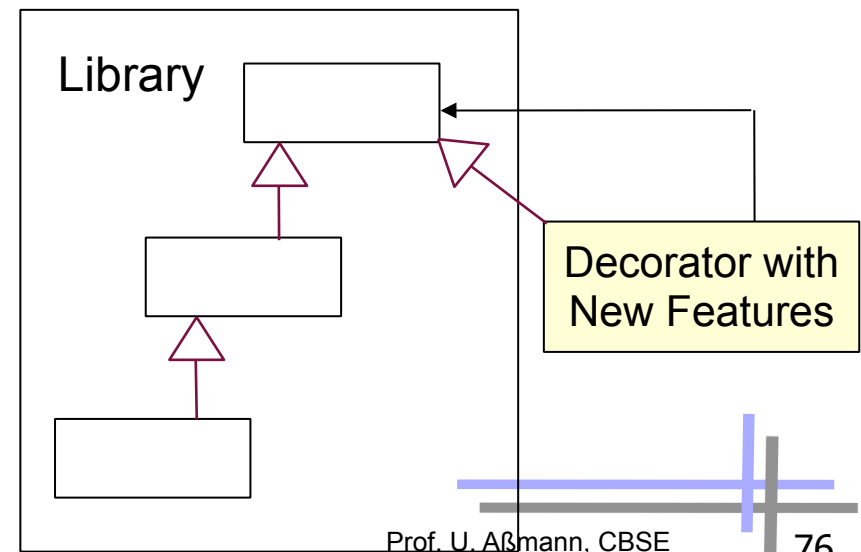 Library
Decorator with
New Features
Prof. U. Aßmann, CBSE
76